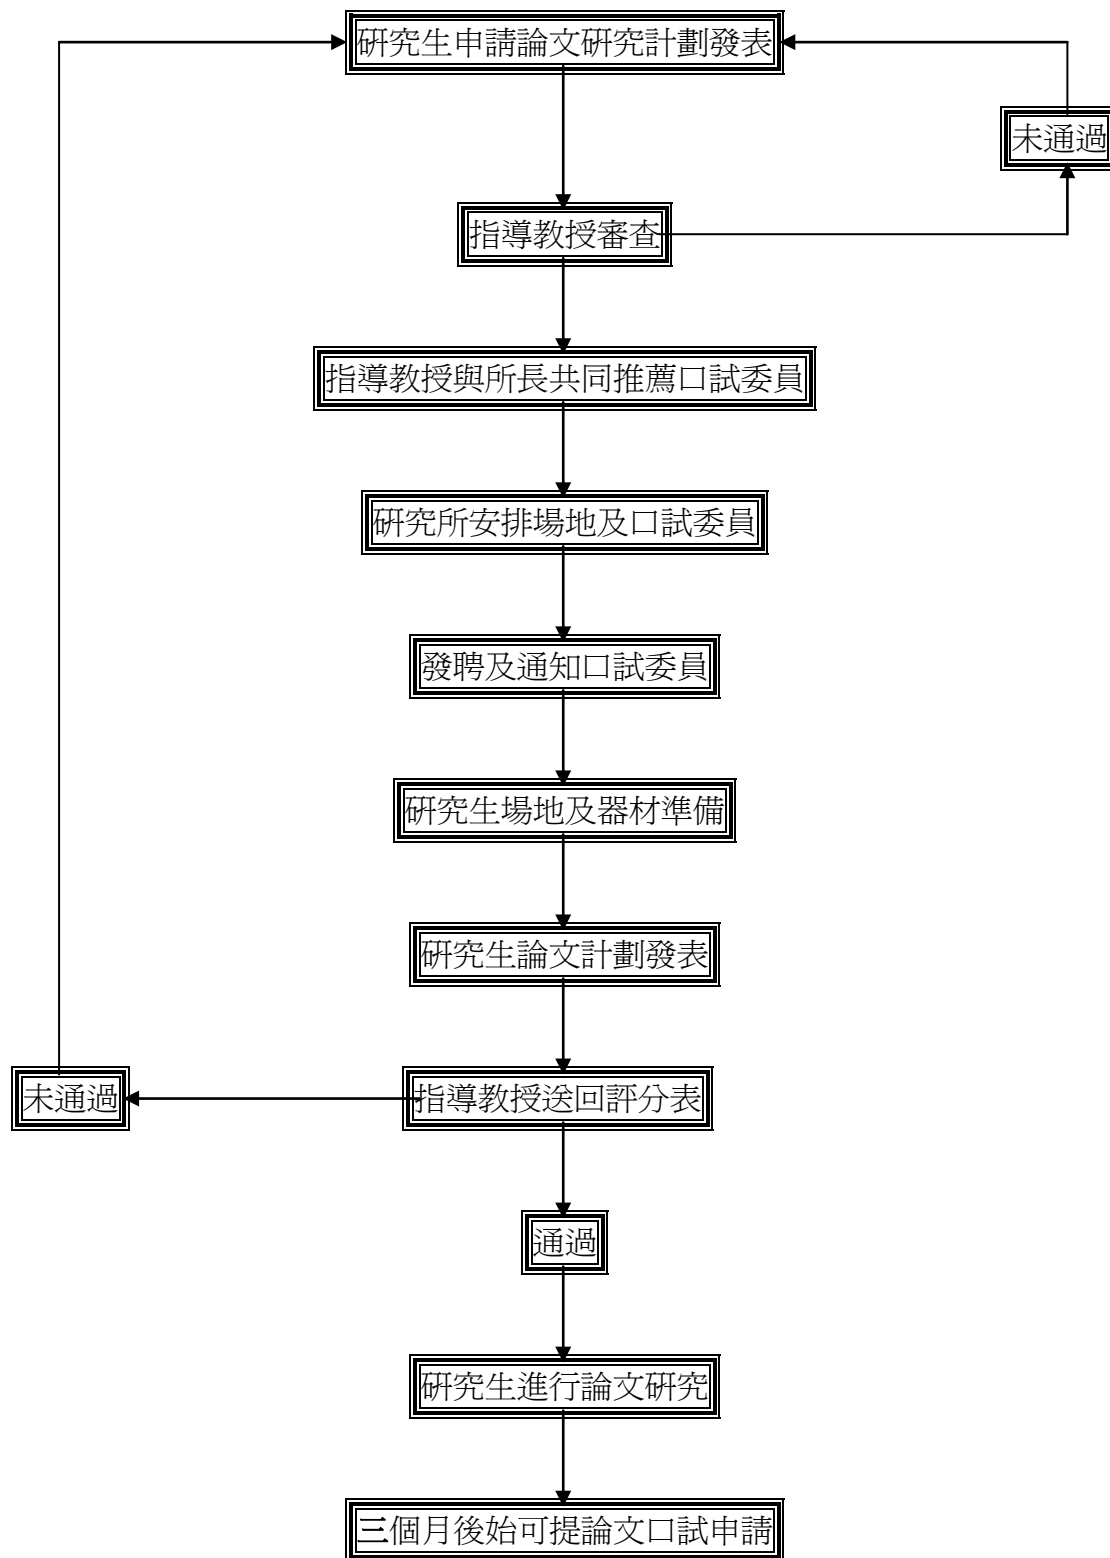 研究生申請論文研究計劃發表
未通過
指導教授審查
指導教授與所長共同推薦口試委員
研究所安排場地及口試委員
發聘及通知口試委員
研究生場地及器材準備
研究生論文計劃發表
未通過
指導教授送回評分表
通過
研究生進行論文研究
三個月後始可提論文口試申請